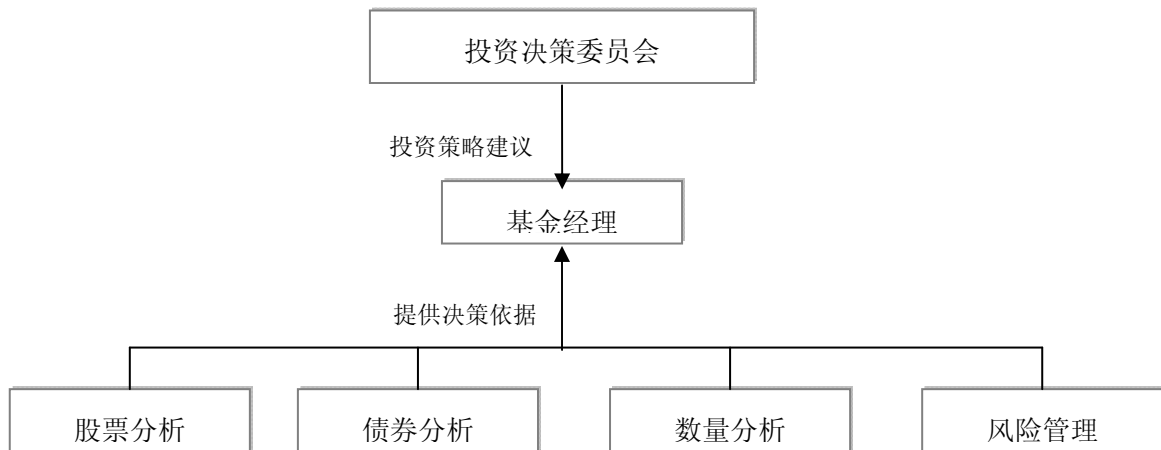 投资决策委员会
投资策略建议
基金经理
提供决策依据
股票分析
债券分析
数量分析
风险管理